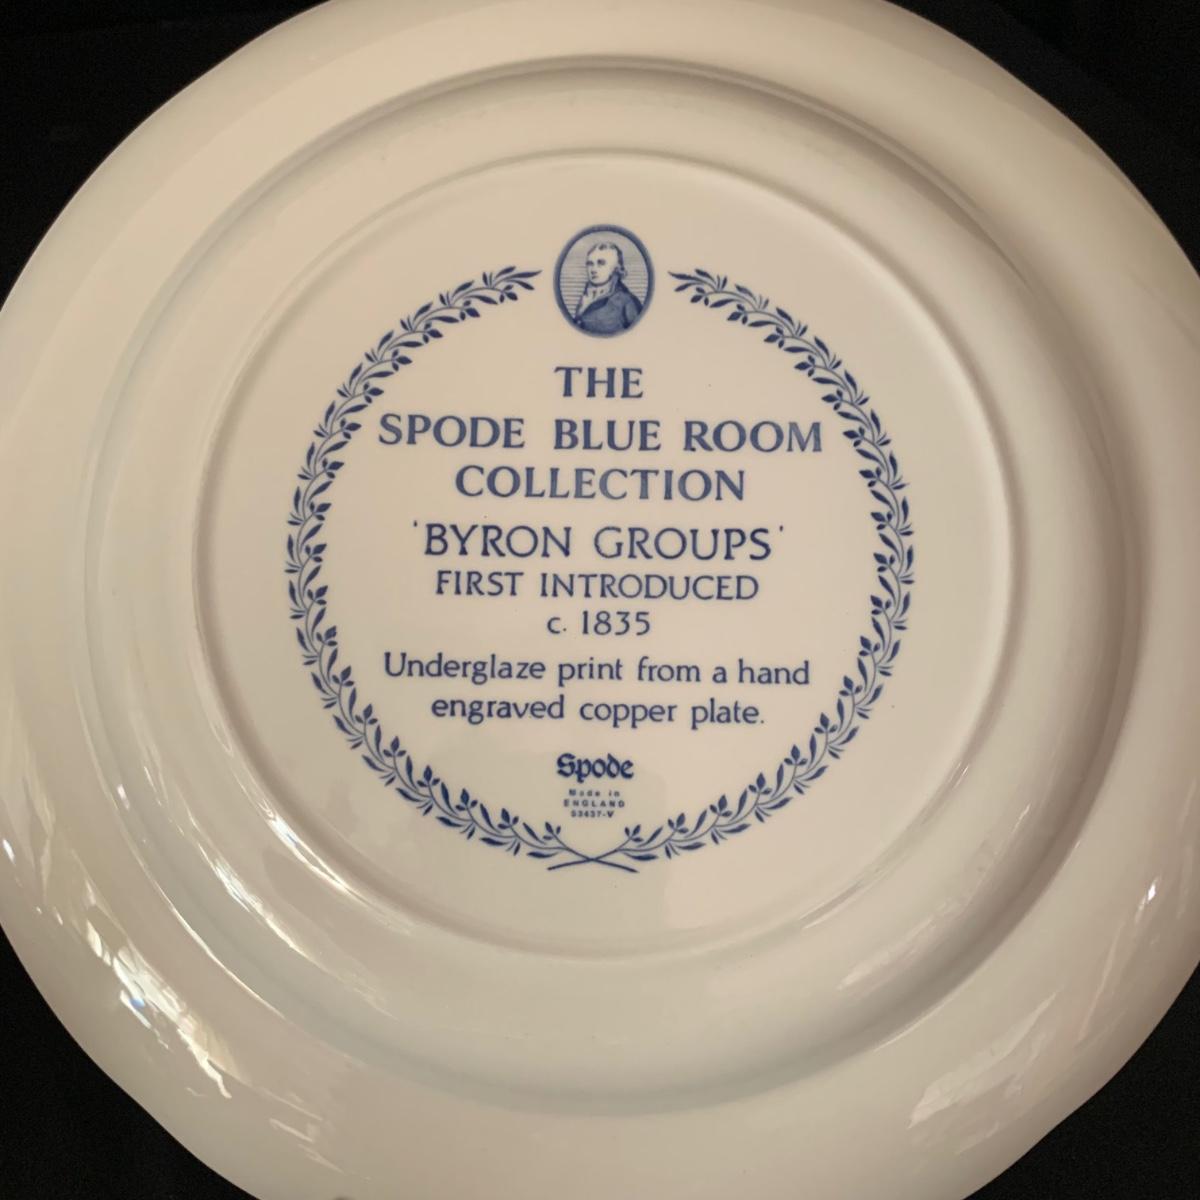 THE
SPODE BLUE ROOM
COLLECTION
'BYRON GROUPS'
FIRST INTRODUCED
c. 1835
Underglaze print from a hand
engraved copper plate.
Spode
Made in
ENGLAND
S3437-V